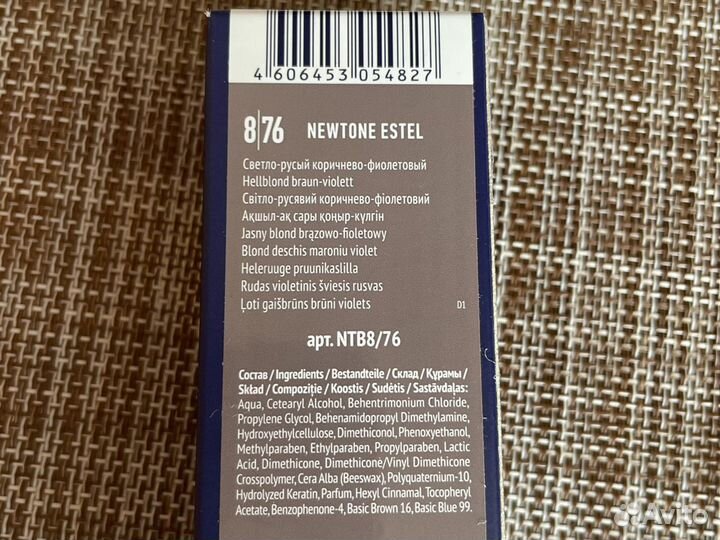 4 606453 054827
8|76 NEWTONE ESTEL
Светло-русый коричнево-фиолетовый
Hellblond braun-violett
Світло-русявий коричнево-фіолетовий
Ақшыл-ақ сары қоңыр-күлгін
Jasny blond brązowo-fioletowy
Blond deschis maroniu violet
Heleruuge pruunikaslilla
Rudas violetinis šviesis rusvas
Ļoti gaišbrūns brūni violets D1
арт. NTB8/76
Состав / Ingredients / Bestandteile / Склад / Құрамы /
Skład / Compoziție / Koostis / Sudėtis / Sastāvdaļas:
Aqua, Cetearyl Alcohol, Behentrimonium Chloride,
Propylene Glycol, Behenamidopropyl Dimethylamine,
Hydroxyethylcellulose, Dimethiconol, Phenoxyethanol,
Methylparaben, Ethylparaben, Propylparaben, Lactic
Acid, Dimethicone, Dimethicone/Vinyl Dimethicone
Crosspolymer, Cera Alba (Beeswax), Polyquaternium-10,
Hydrolyzed Keratin, Parfum, Hexyl Cinnamal, Tocopheryl
Acetate, Benzophenone-4, Basic Brown 16, Basic Blue 99.
Avito